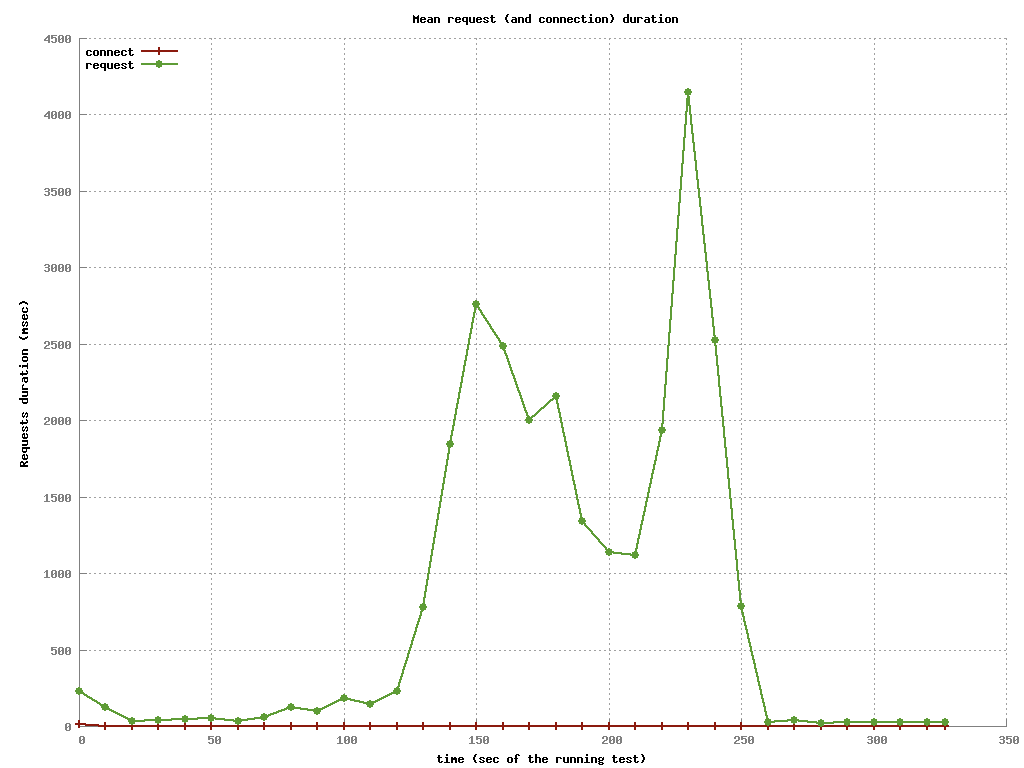 Mean request (and connection) duration
4500
connect
request
4000
3500
3000
2500
2000
1500
1000
500
0
Requests duration (msec)
0 50 100 150 200 250 300 350
time (sec of the running test)